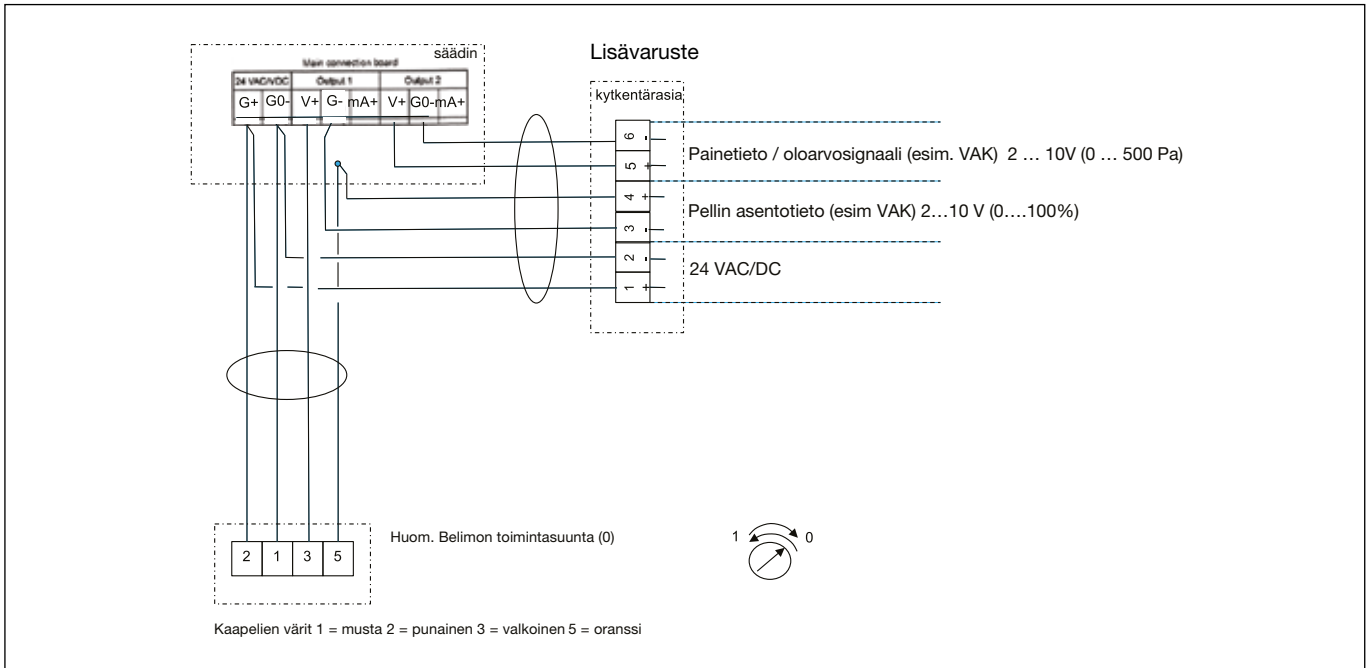 säädin
Main connection board
24 VAC/VDC Output 1 Output 2
G+ G0- V+ G- mA+ V+ G0- mA+
Lisävaruste
kytkentärasia
6 -
5 +
4 +
3 -
2 -
1 +
Painetieto / oloarvosignaali (esim. VAK) 2 … 10V (0 … 500 Pa)
Pellin asentotieto (esim VAK) 2…10 V (0….100%)
24 VAC/DC
2 1 3 5
Huom. Belimon toimintasuunta (0)
1 0
Kaapelien värit 1 = musta 2 = punainen 3 = valkoinen 5 = oranssi